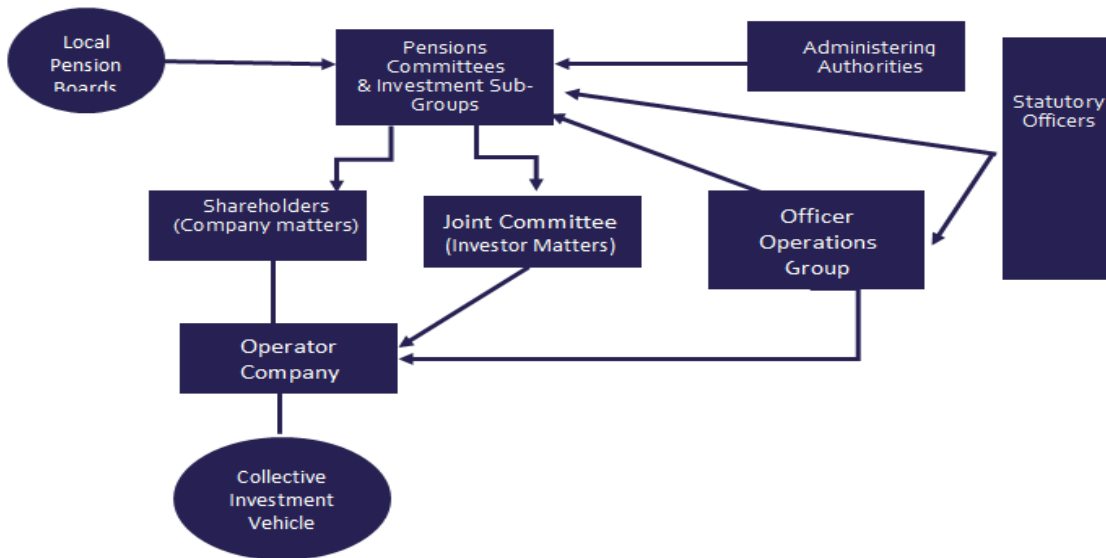 Local
Pension
Boards
Pensions
Committees
& Investment Sub-
Groups
Administering
Authorities
Statutory
Officers
Shareholders
(Company matters)
Joint Committee
(Investor Matters)
Officer
Operations
Group
Operator
Company
Collective
Investment
Vehicle